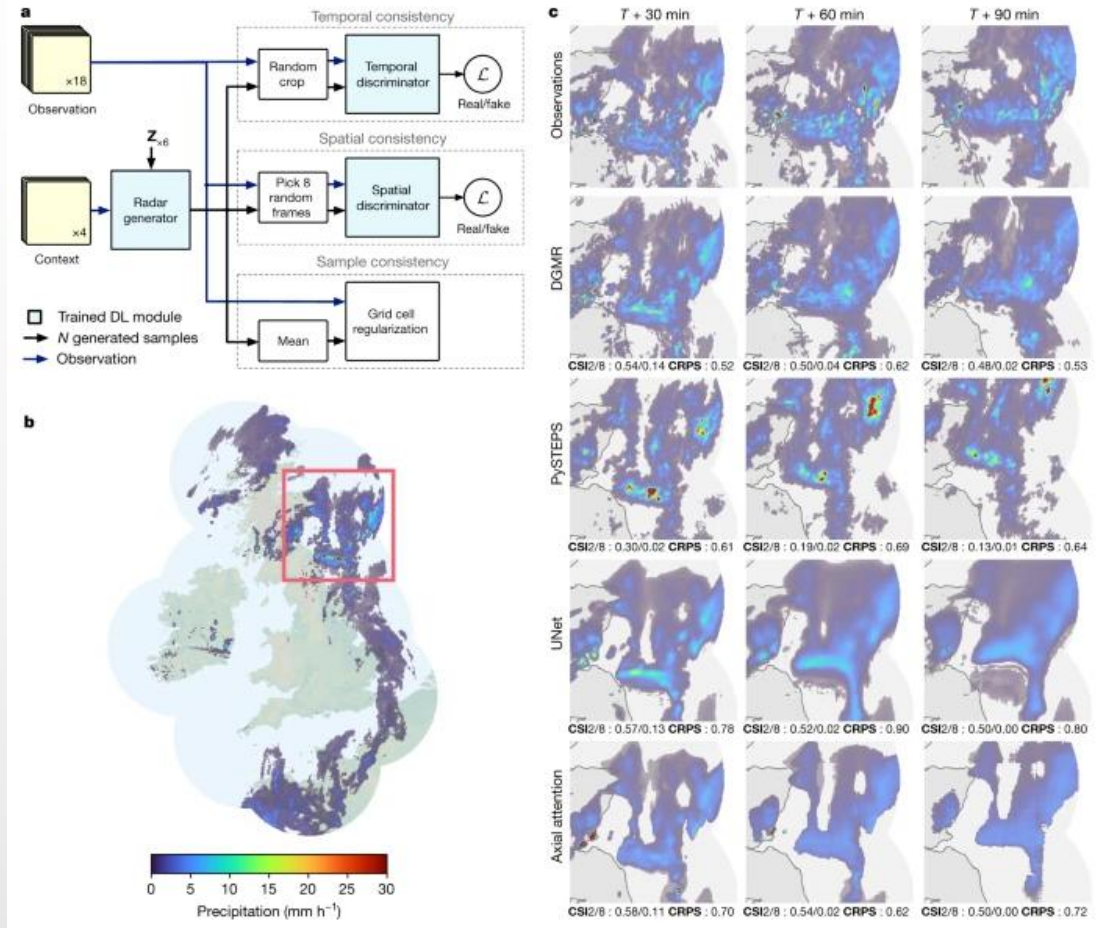 a
Temporal consistency
×18
Observation
Random
crop
Temporal
discriminator
ℒ
Real/fake
Spatial consistency
Z×6
×4
Context
Radar
generator
Pick 8
random
frames
Spatial
discriminator
ℒ
Real/fake
Sample consistency
Grid cell
regularization
Mean
Trained DL module
N generated samples
Observation
b
0 5 10 15 20 25 30
Precipitation (mm h⁻¹)
c
T + 30 min T + 60 min T + 90 min
Observations
DGMR
CSI2/8 : 0.54/0.14 CRPS : 0.52 CSI2/8 : 0.50/0.04 CRPS : 0.62 CSI2/8 : 0.48/0.02 CRPS : 0.53
PySTEPS
CSI2/8 : 0.30/0.02 CRPS : 0.61 CSI2/8 : 0.19/0.02 CRPS : 0.69 CSI2/8 : 0.13/0.01 CRPS : 0.64
UNet
CSI2/8 : 0.57/0.13 CRPS : 0.78 CSI2/8 : 0.52/0.02 CRPS : 0.90 CSI2/8 : 0.50/0.00 CRPS : 0.80
Axial attention
CSI2/8 : 0.58/0.11 CRPS : 0.70 CSI2/8 : 0.54/0.02 CRPS : 0.62 CSI2/8 : 0.50/0.00 CRPS : 0.72